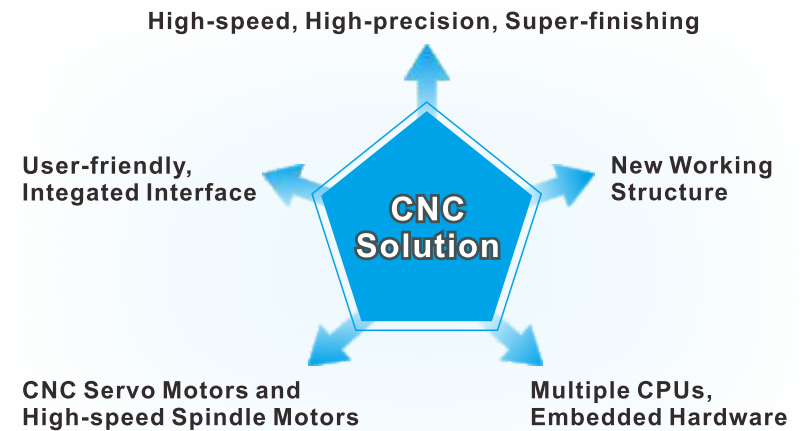 High-speed, High-precision, Super-finishing
User-friendly,
Integated Interface
New Working
Structure
CNC
Solution
CNC Servo Motors and
High-speed Spindle Motors
Multiple CPUs,
Embedded Hardware